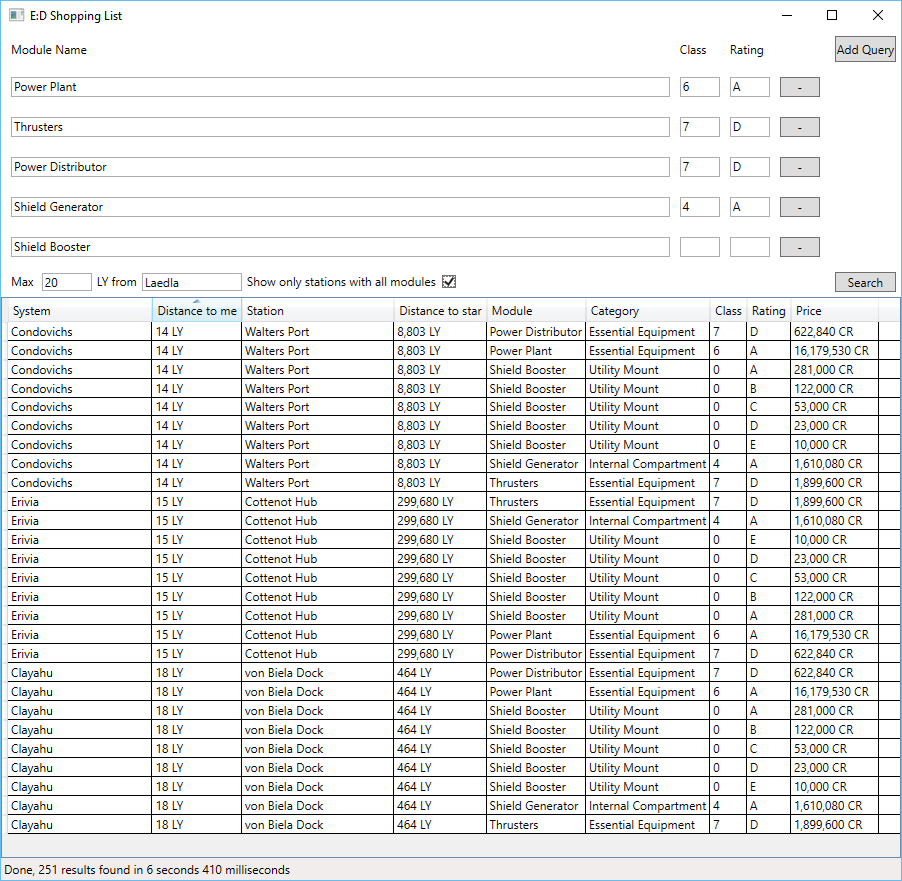 E:D Shopping List
Module Name Class Rating Add Query
Power Plant 6 A -
Thrusters 7 D -
Power Distributor 7 D -
Shield Generator 4 A -
Shield Booster -
Max 20 LY from Laedla Show only stations with all modules Search
System Distance to me Station Distance to star Module Category Class Rating Price
Condovichs 14 LY Walters Port 8,803 LY Power Distributor Essential Equipment 7 D 622,840 CR
Condovichs 14 LY Walters Port 8,803 LY Power Plant Essential Equipment 6 A 16,179,530 CR
Condovichs 14 LY Walters Port 8,803 LY Shield Booster Utility Mount 0 A 281,000 CR
Condovichs 14 LY Walters Port 8,803 LY Shield Booster Utility Mount 0 B 122,000 CR
Condovichs 14 LY Walters Port 8,803 LY Shield Booster Utility Mount 0 C 53,000 CR
Condovichs 14 LY Walters Port 8,803 LY Shield Booster Utility Mount 0 D 23,000 CR
Condovichs 14 LY Walters Port 8,803 LY Shield Booster Utility Mount 0 E 10,000 CR
Condovichs 14 LY Walters Port 8,803 LY Shield Generator Internal Compartment 4 A 1,610,080 CR
Condovichs 14 LY Walters Port 8,803 LY Thrusters Essential Equipment 7 D 1,899,600 CR
Erivia 15 LY Cottenot Hub 299,680 LY Thrusters Essential Equipment 7 D 1,899,600 CR
Erivia 15 LY Cottenot Hub 299,680 LY Shield Generator Internal Compartment 4 A 1,610,080 CR
Erivia 15 LY Cottenot Hub 299,680 LY Shield Booster Utility Mount 0 E 10,000 CR
Erivia 15 LY Cottenot Hub 299,680 LY Shield Booster Utility Mount 0 D 23,000 CR
Erivia 15 LY Cottenot Hub 299,680 LY Shield Booster Utility Mount 0 C 53,000 CR
Erivia 15 LY Cottenot Hub 299,680 LY Shield Booster Utility Mount 0 B 122,000 CR
Erivia 15 LY Cottenot Hub 299,680 LY Shield Booster Utility Mount 0 A 281,000 CR
Erivia 15 LY Cottenot Hub 299,680 LY Power Plant Essential Equipment 6 A 16,179,530 CR
Erivia 15 LY Cottenot Hub 299,680 LY Power Distributor Essential Equipment 7 D 622,840 CR
Clayahu 18 LY von Biela Dock 464 LY Power Distributor Essential Equipment 7 D 622,840 CR
Clayahu 18 LY von Biela Dock 464 LY Power Plant Essential Equipment 6 A 16,179,530 CR
Clayahu 18 LY von Biela Dock 464 LY Shield Booster Utility Mount 0 A 281,000 CR
Clayahu 18 LY von Biela Dock 464 LY Shield Booster Utility Mount 0 B 122,000 CR
Clayahu 18 LY von Biela Dock 464 LY Shield Booster Utility Mount 0 C 53,000 CR
Clayahu 18 LY von Biela Dock 464 LY Shield Booster Utility Mount 0 D 23,000 CR
Clayahu 18 LY von Biela Dock 464 LY Shield Booster Utility Mount 0 E 10,000 CR
Clayahu 18 LY von Biela Dock 464 LY Shield Generator Internal Compartment 4 A 1,610,080 CR
Clayahu 18 LY von Biela Dock 464 LY Thrusters Essential Equipment 7 D 1,899,600 CR
Done, 251 results found in 6 seconds 410 milliseconds